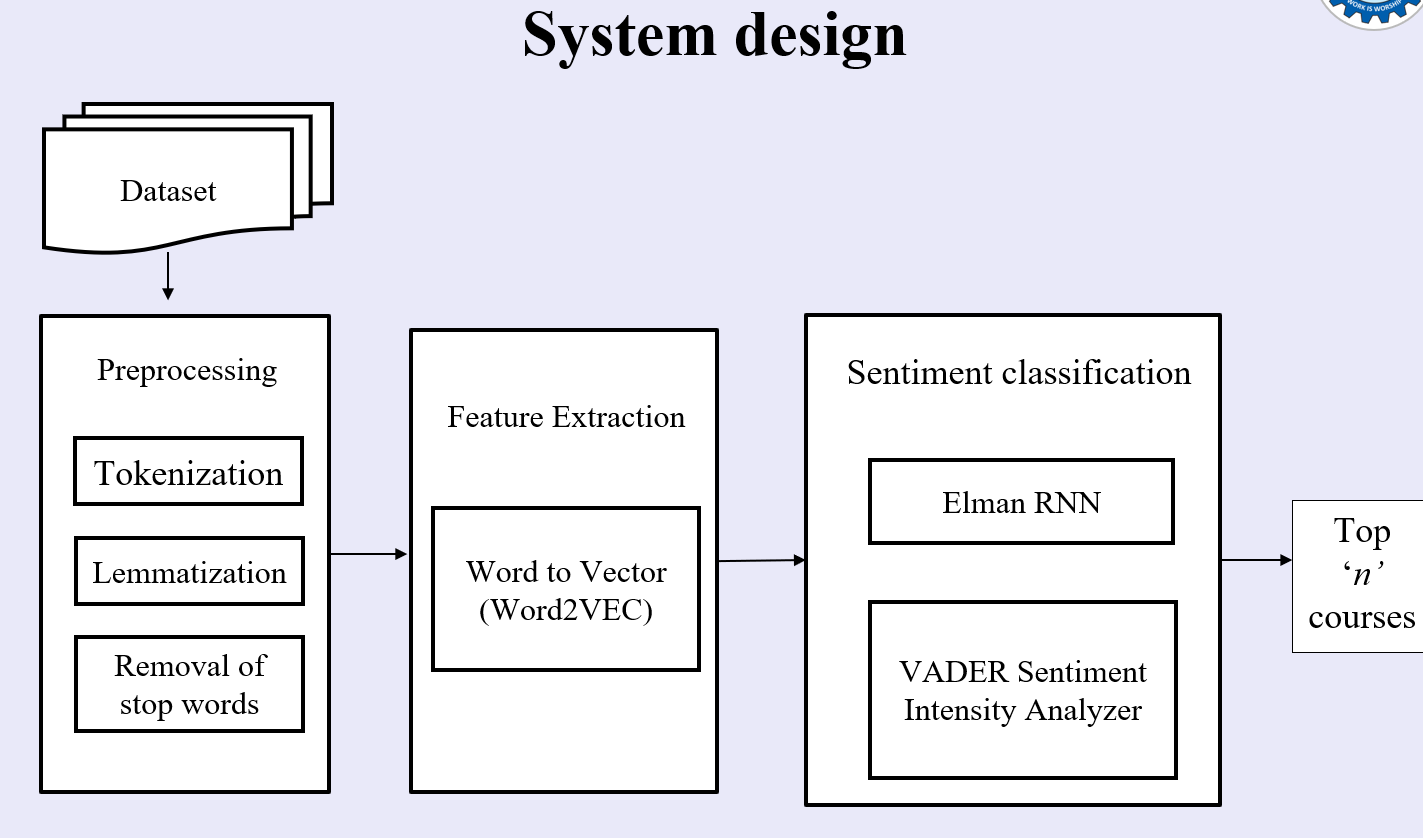 System design
WORK IS WORSHIP
Dataset
Preprocessing
Tokenization
Lemmatization
Removal of
stop words
Feature Extraction
Word to Vector
(Word2VEC)
Sentiment classification
Elman RNN
VADER Sentiment
Intensity Analyzer
Top
‘n’
courses